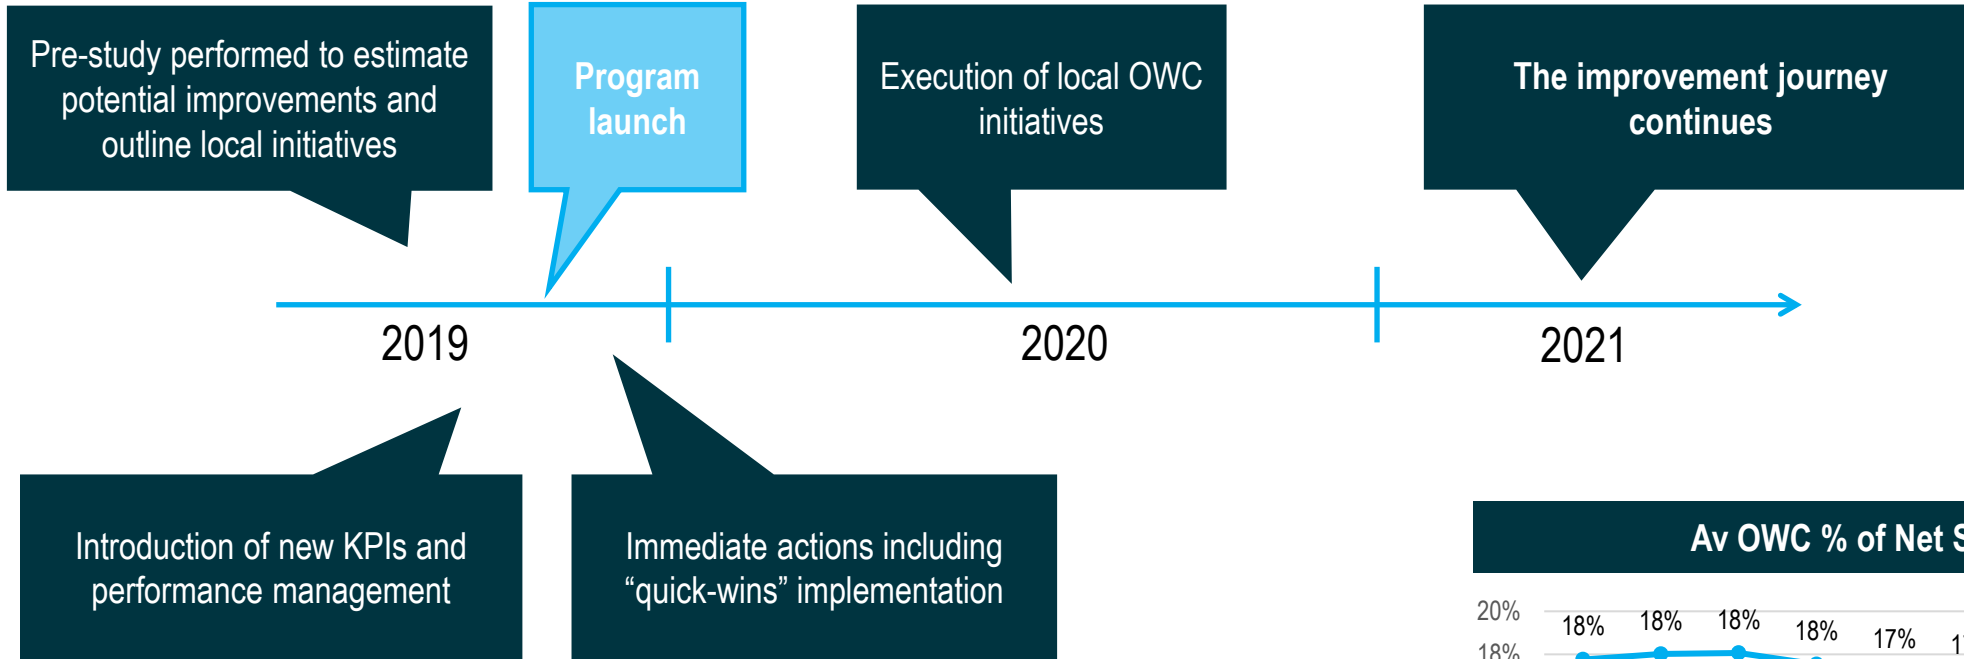 Pre-study performed to estimate
potential improvements and
outline local initiatives
Program
launch
Execution of local OWC
initiatives
The improvement journey
continues
2019
2020
2021
Introduction of new KPIs and
performance management
Immediate actions including
“quick-wins” implementation
Av OWC % of Net
20%
18%
18%
18%
18%
18%
17%